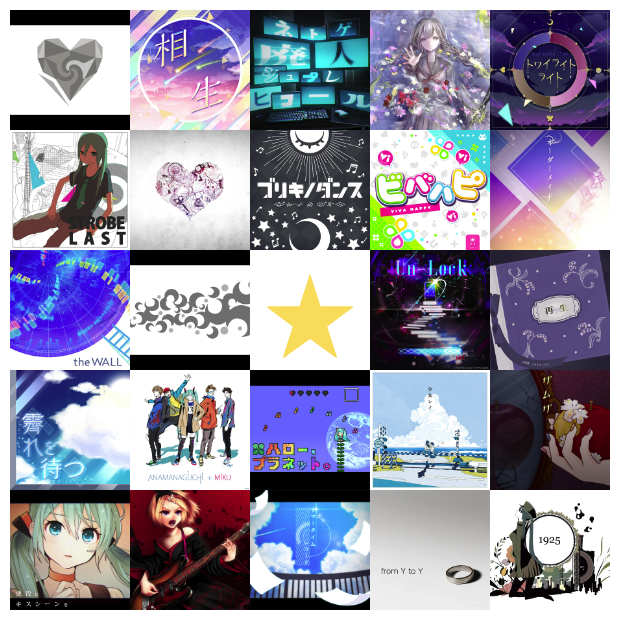 相
生
ネトゲ
廃人
シュプレ
ヒコール
トワイライト
ライト
STROBE
LAST
ブリキノダンス
ビバハピ
VIVA HAPPY
the WALL
Un-Lock
再生
霽れを
待つ
ANAMANAGUCHI + MIKU
ハロー、
プラネット。
from Y to Y
1925